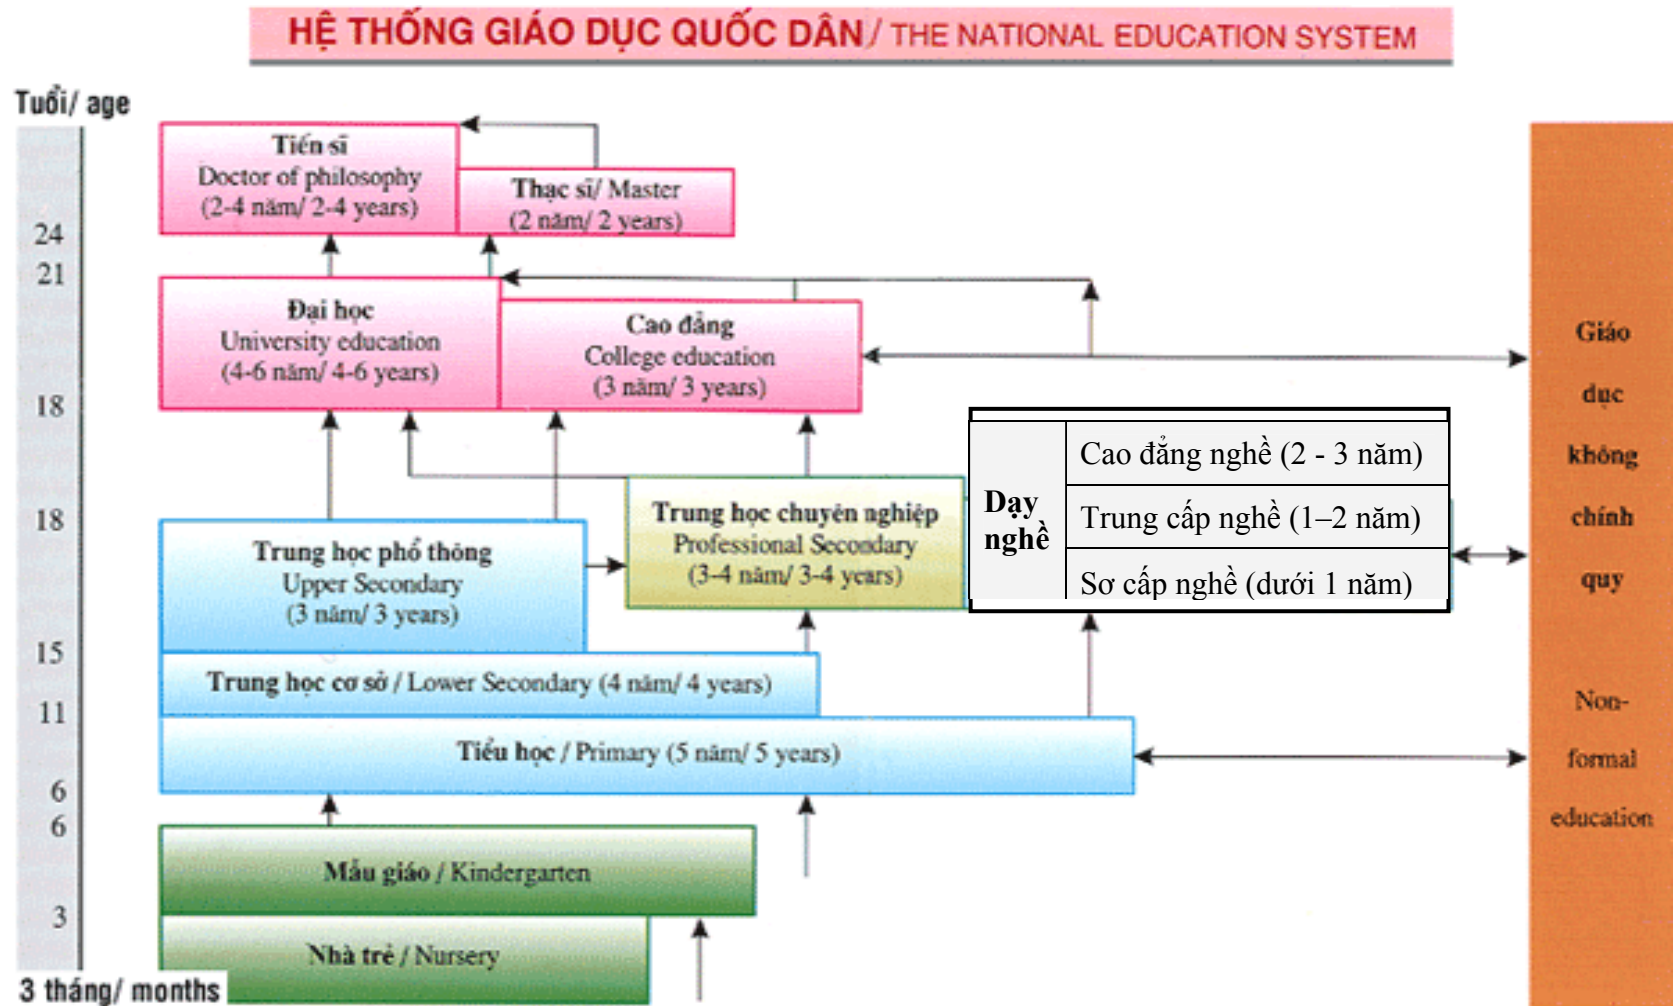 HỆ THỐNG GIÁO DỤC QUỐC DÂN/ THE NATIONAL EDUCATION SYSTEM
Tuổi/ age
Tiến sĩ
Doctor of philosophy
(2-4 năm/ 2-4 years)
Thạc sĩ/ Master
(2 năm/ 2 years)
24
21
Đại học
University education
(4-6 năm/ 4-6 years)
Cao đẳng
College education
(3 năm/ 3 years)
18
Dạy
nghề
Cao đẳng nghề (2 - 3 năm)
Trung cấp nghề (1–2 năm)
Sơ cấp nghề (dưới 1 năm)
18
Trung học phổ thông
Upper Secondary
(3 năm/ 3 years)
Trung học chuyên nghiệp
Professional Secondary
(3-4 năm/ 3-4 years)
15
Trung học cơ sở / Lower Secondary (4 năm/ 4 years)
11
Tiểu học / Primary (5 năm/ 5 years)
6
6
Mẫu giáo / Kindergarten
3
Nhà trẻ / Nursery
3 tháng/ months
Giáo
dục
không
chính
quy
Non-
formal
education